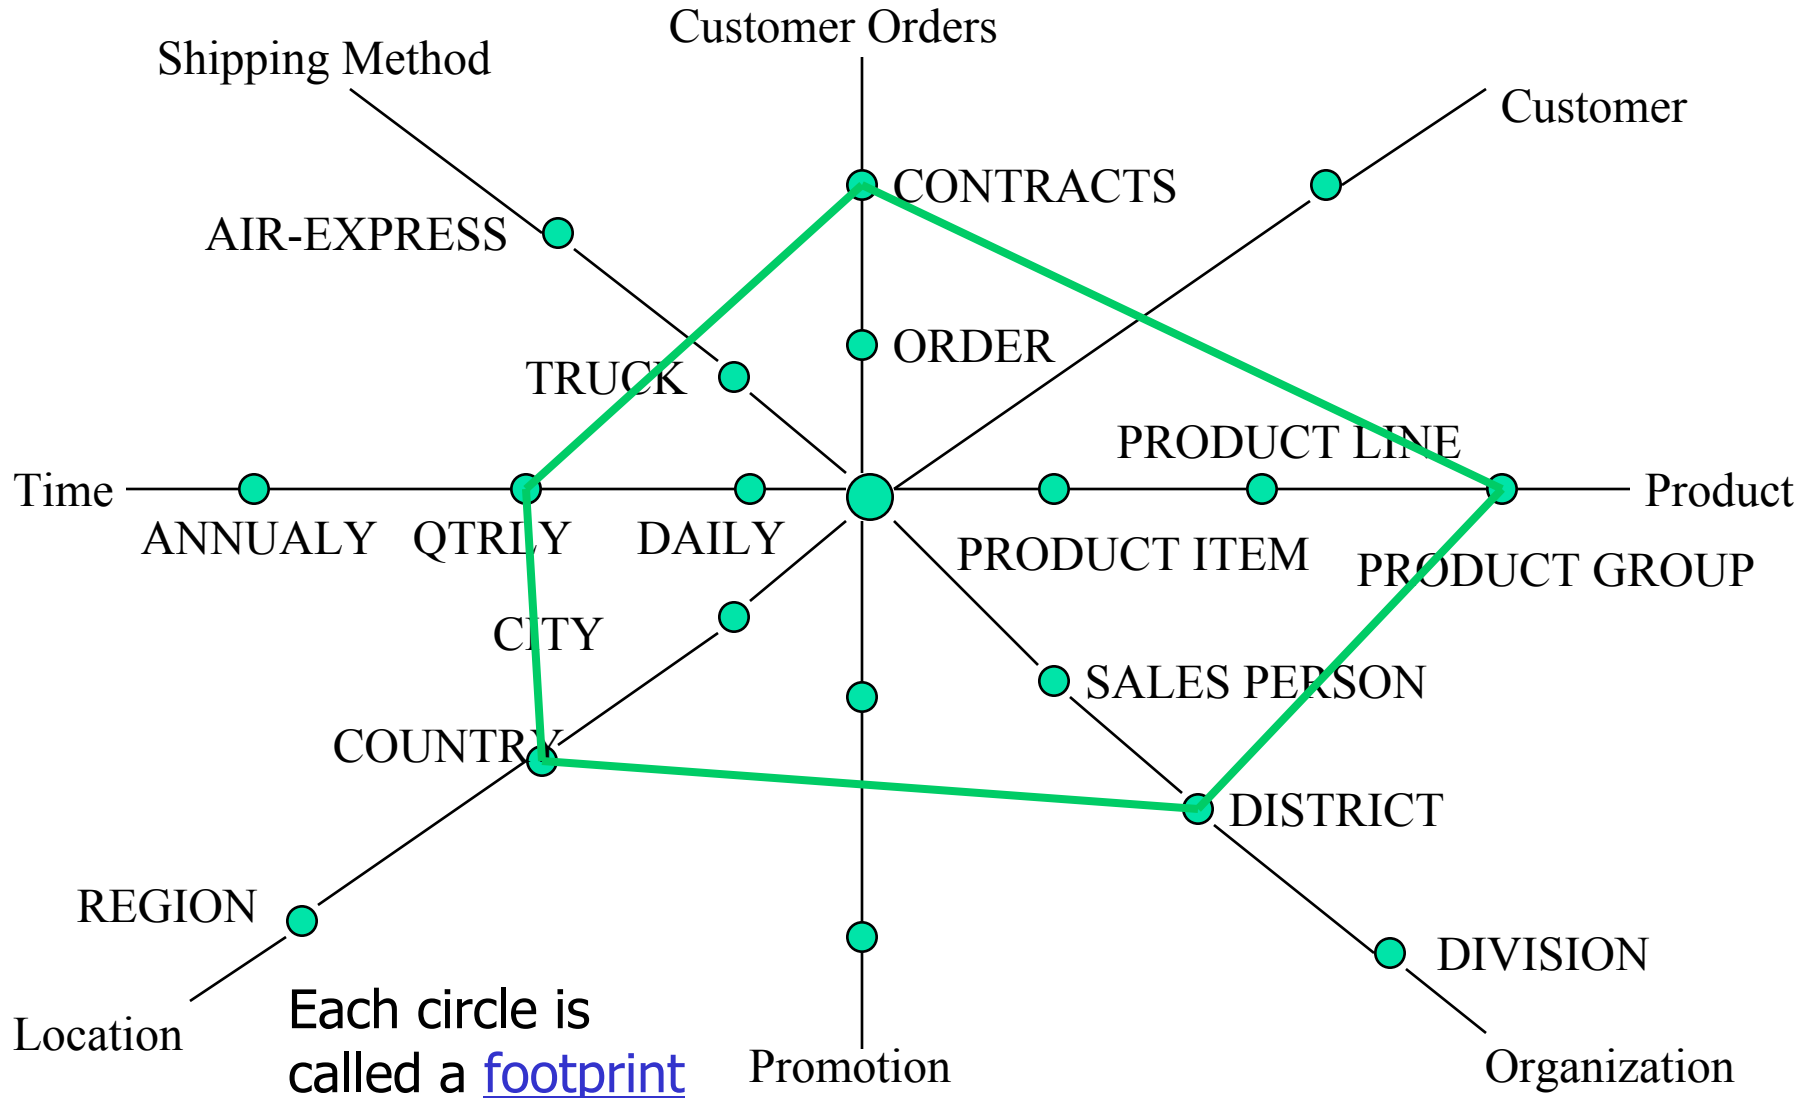 Customer Orders
Shipping Method
Customer
CONTRACTS
AIR-EXPRESS
ORDER
TRUCK
PRODUCT LINE
Time
Product
ANNUALY
QTRLY
DAILY
PRODUCT ITEM
PRODUCT GROUP
CITY
SALES PERSON
COUNTRY
DISTRICT
REGION
DIVISION
Each circle is
called a footprint
Location
Promotion
Organization